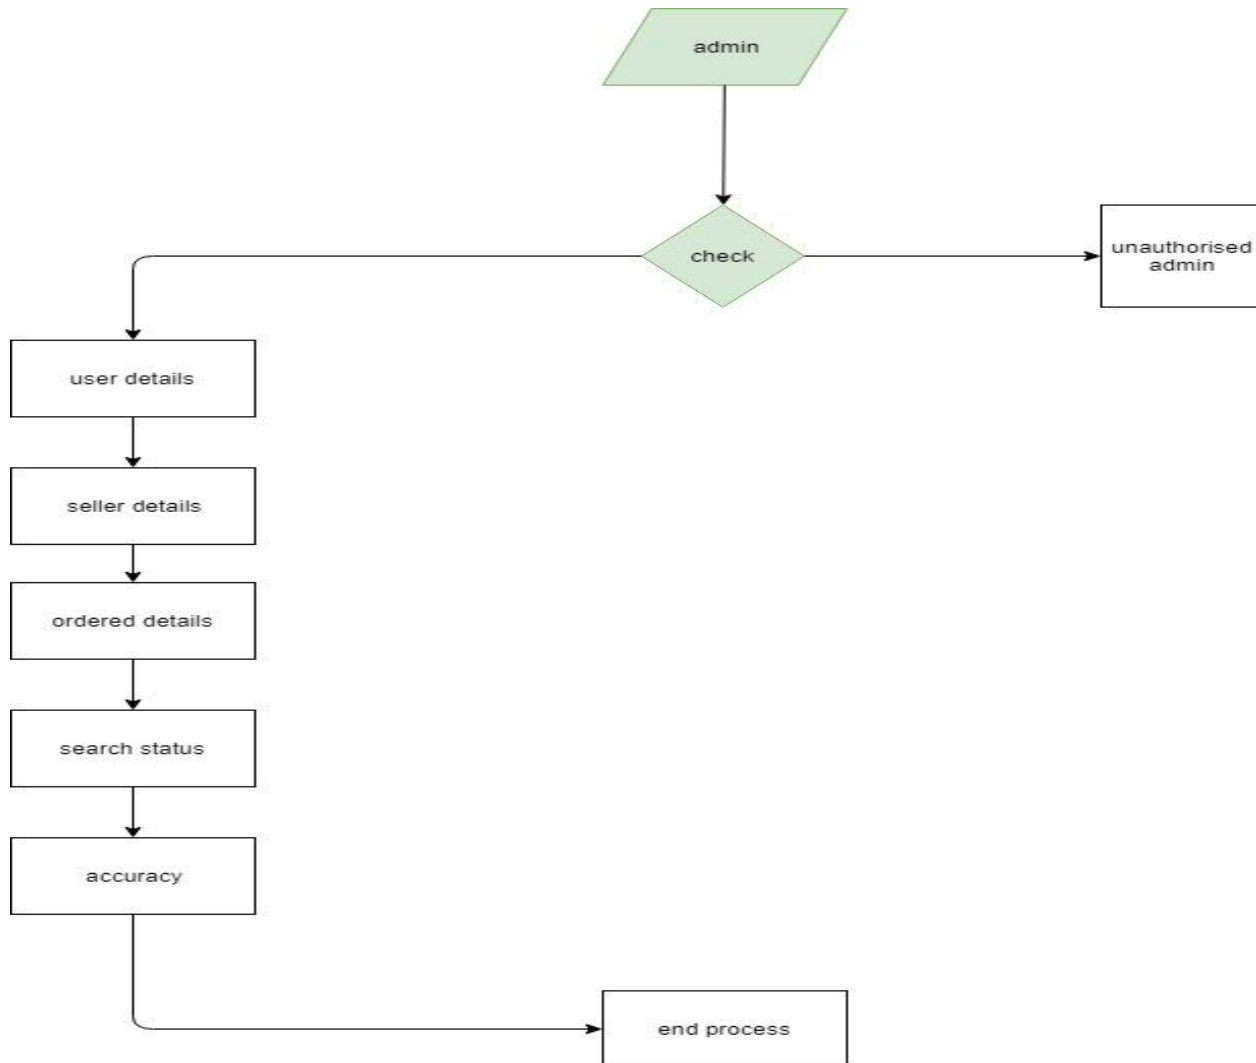 admin
check
unauthorised
admin
user details
seller details
ordered details
search status
accuracy
end process